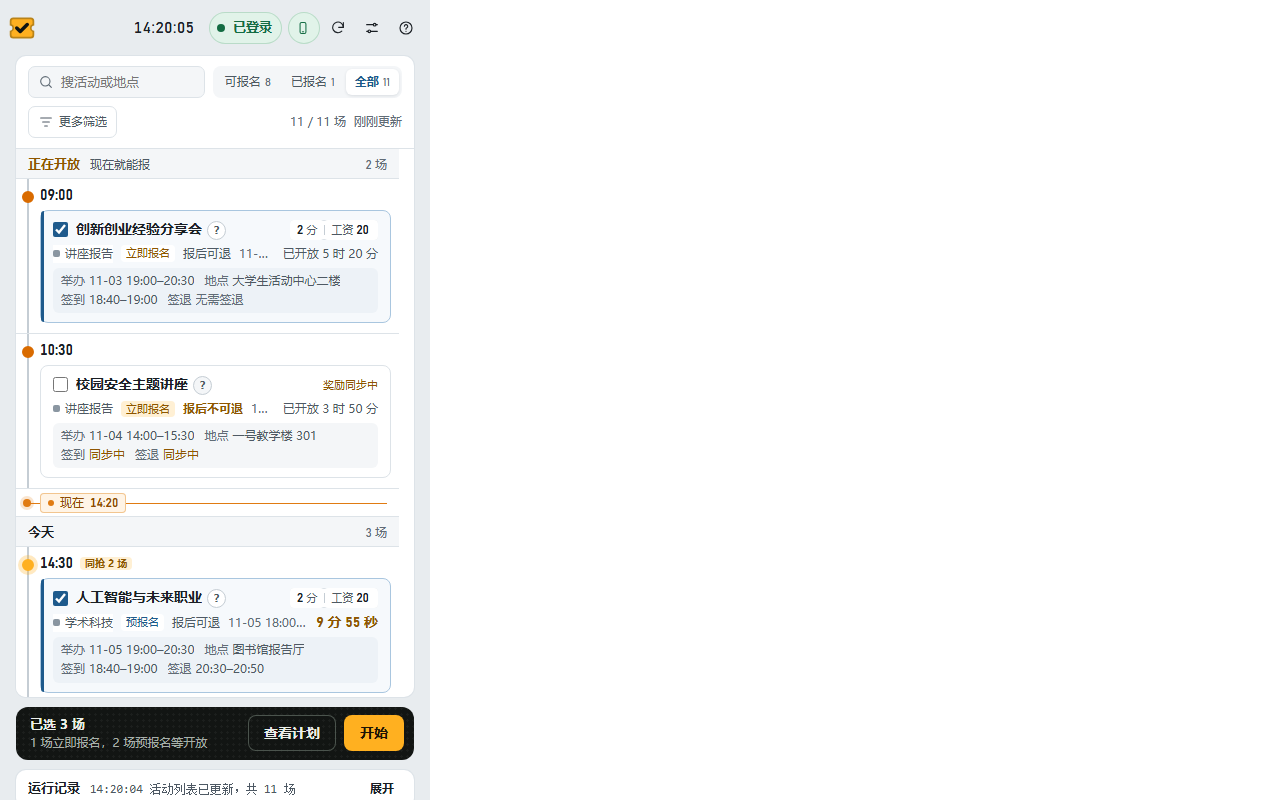 14:20:05 已登录
搜活动或地点 可报名 8 已报名 1 全部 11
更多筛选 11 / 11 场 刚刚更新
正在开放 现在就能报 2 场
09:00
创新创业经验分享会 ? 2 分 工资 20
讲座报告 立即报名 报后可退 11-... 已开放 5 时 20 分
举办 11-03 19:00–20:30 地点 大学生活动中心二楼
签到 18:40–19:00 签退 无需签退
10:30
校园安全主题讲座 ? 奖励同步中
讲座报告 立即报名 报后不可退 1... 已开放 3 时 50 分
举办 11-04 14:00–15:30 地点 一号教学楼 301
签到 同步中 签退 同步中
现在 14:20
今天 3 场
14:30 同抢 2 场
人工智能与未来职业 ? 2 分 工资 20
学术科技 预报名 报后可退 11-05 18:00... 9 分 55 秒
举办 11-05 19:00–20:30 地点 图书馆报告厅
签到 18:40–19:00 签退 20:30–20:50
已选 3 场
1 场立即报名，2 场预报名等开放
查看计划 开始
运行记录 14:20:04 活动列表已更新，共 11 场 展开